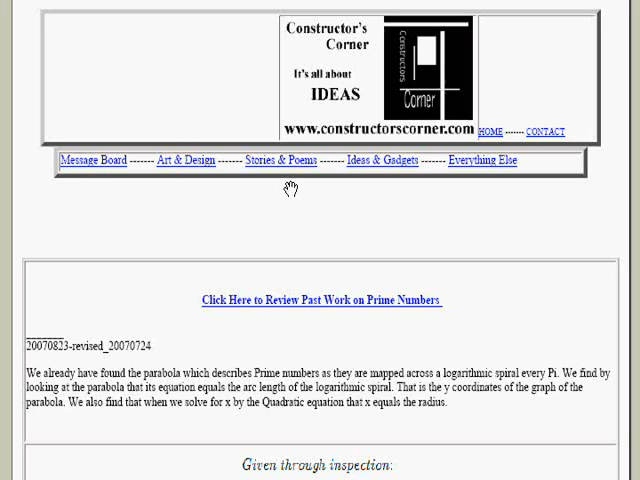 Constructor's
Corner
It's all about
IDEAS
Constructors
Corner
www.constructorscorner.com
HOME ------- CONTACT
Message Board ------- Art & Design ------- Stories & Poems ------- Ideas & Gadgets ------- Everything Else
Click Here to Review Past Work on Prime Numbers
20070823-revised_20070724
We already have found the parabola which describes Prime numbers as they are mapped across a logarithmic spiral every Pi. We find by
looking at the parabola that its equation equals the arc length of the logarithmic spiral. That is the y coordinates of the graph of the
parabola. We also find that when we solve for x by the Quadratic equation that x equals the radius.
Given through inspection: